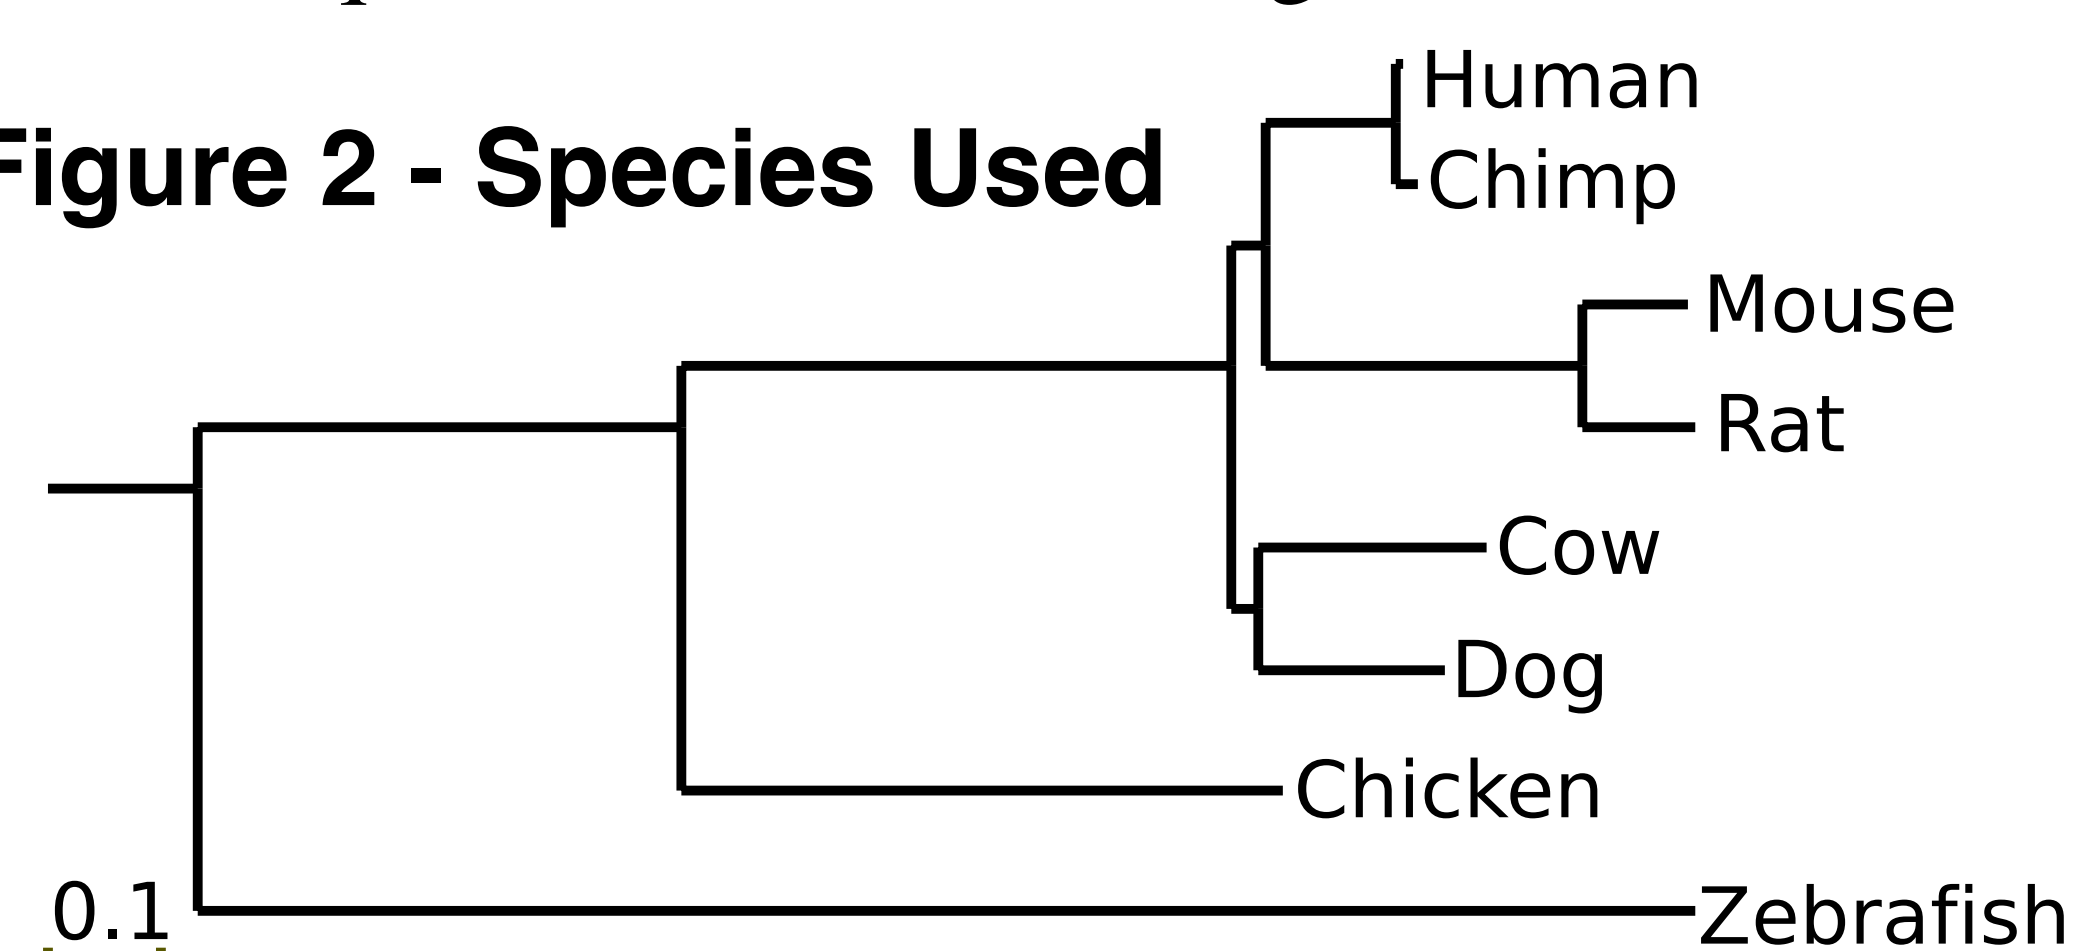 Human
Figure 2 - Species Used
Chimp
Mouse
Rat
Cow
Dog
Chicken
0.1
Zebrafish